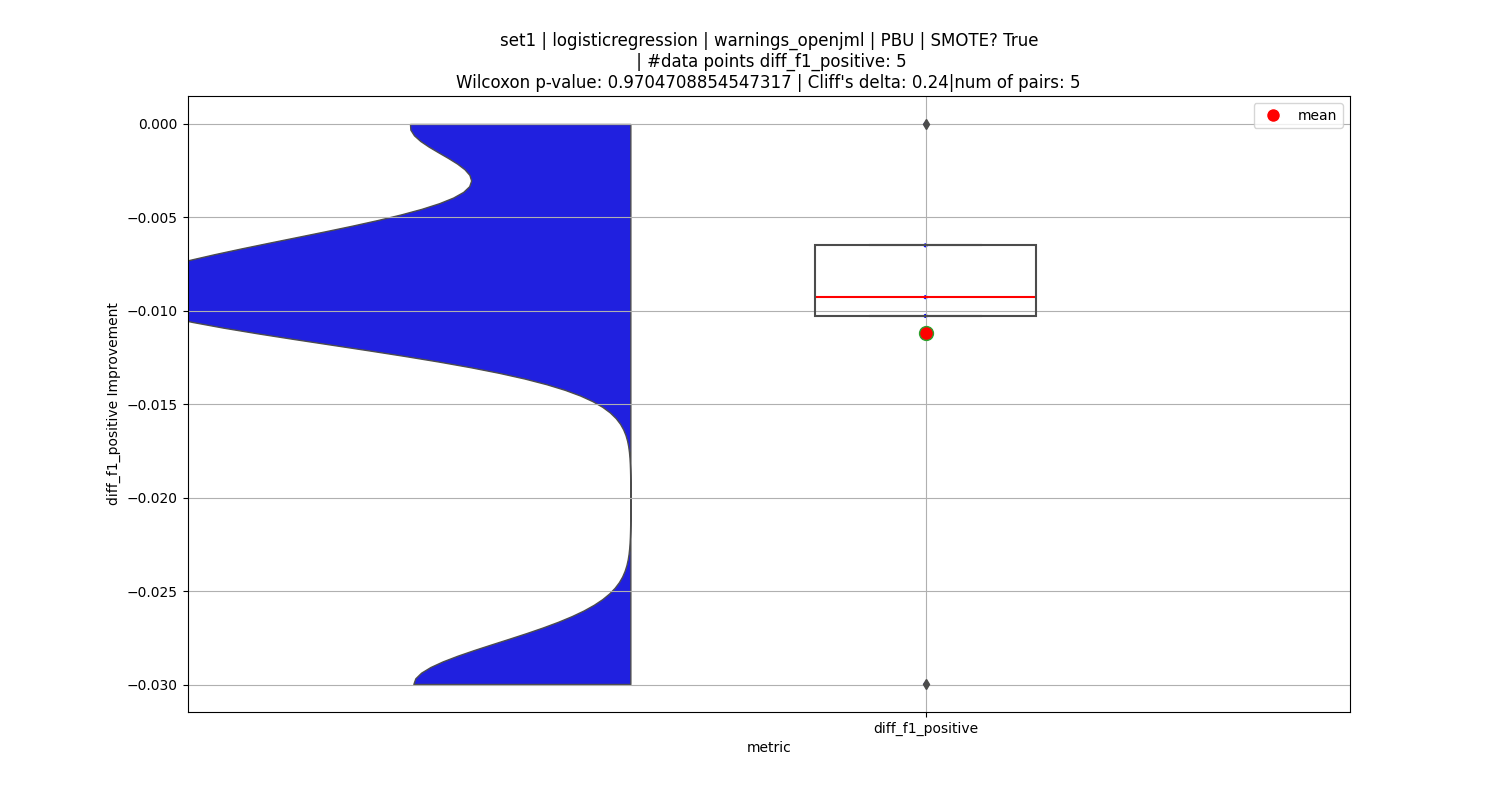 set1 | logisticregression | warnings_openjml | PBU | SMOTE? True
| #data points diff_f1_positive: 5
Wilcoxon p-value: 0.9704708854547317 | Cliff's delta: 0.24|num of pairs: 5
mean
0.000
−0.005
−0.010
−0.015
−0.020
−0.025
−0.030
diff_f1_positive Improvement
diff_f1_positive
metric